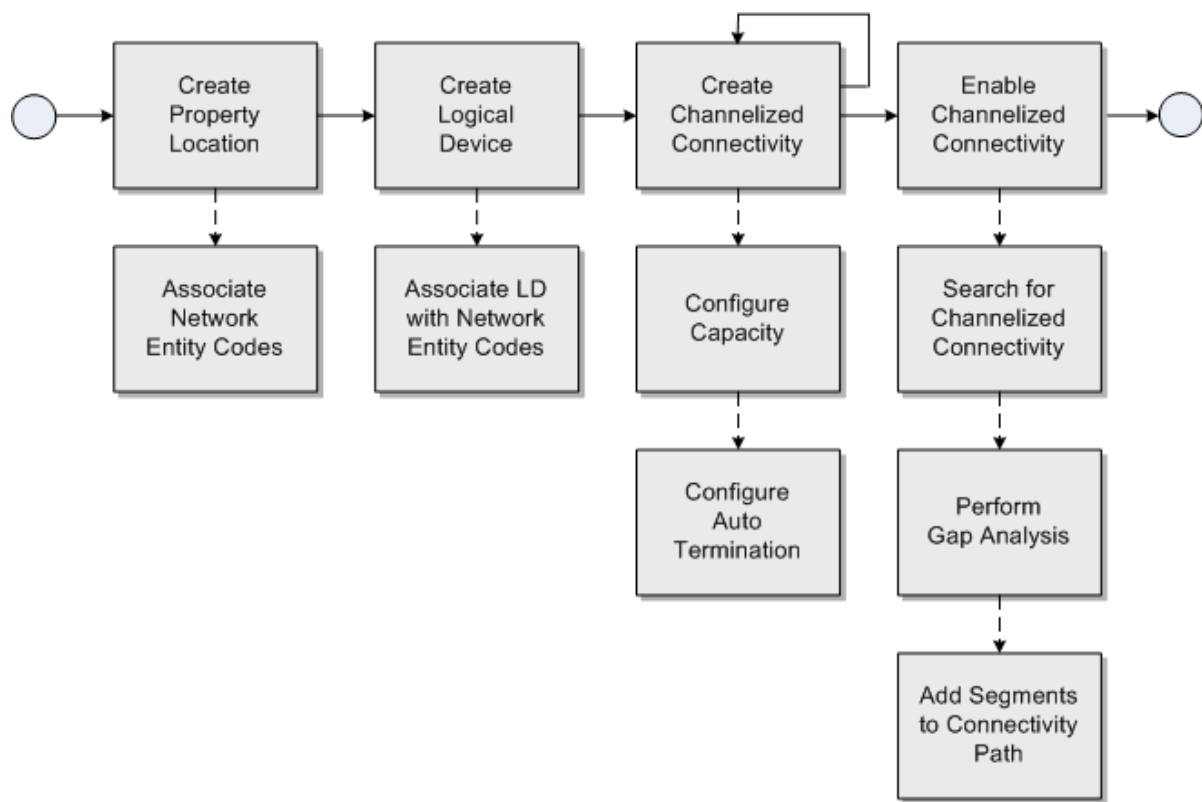 Create
Property
Location
Create
Logical
Device
Create
Channelized
Connectivity
Enable
Channelized
Connectivity
Associate
Network
Entity Codes
Associate LD
with Network
Entity Codes
Configure
Capacity
Search for
Channelized
Connectivity
Configure
Auto
Termination
Perform
Gap Analysis
Add Segments
to Connectivity
Path